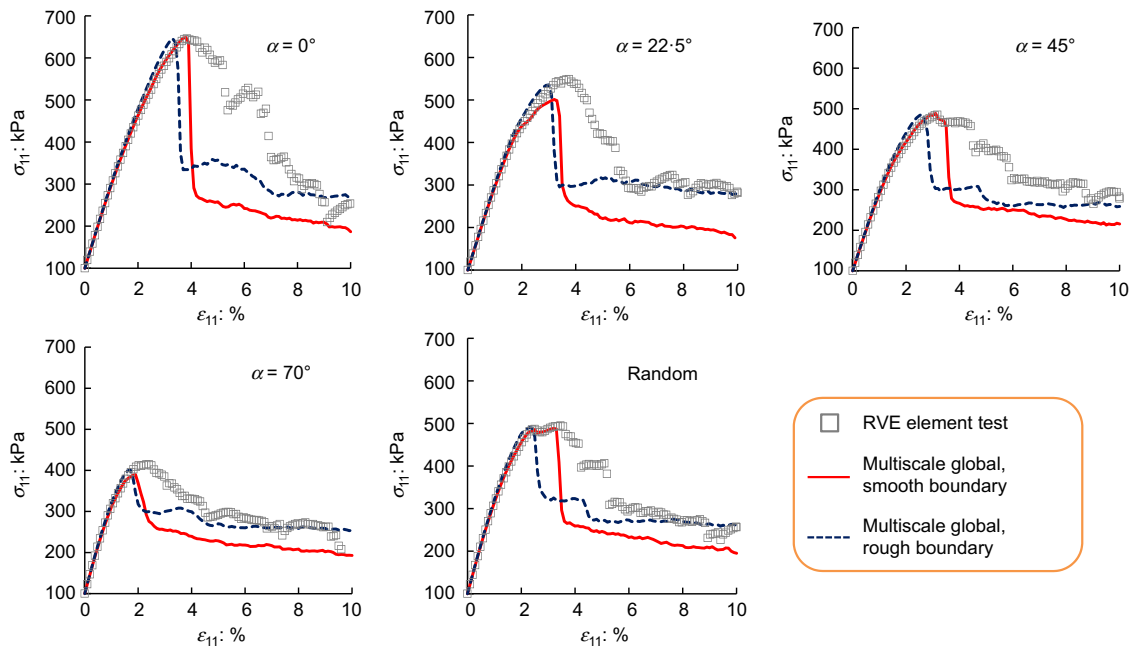 700
600
500
400
300
200
100
σ11: kPa
α = 0°
0 2 4 6 8 10
ε11: %
700
600
500
400
300
200
100
σ11: kPa
α = 22·5°
0 2 4 6 8 10
ε11: %
700
600
500
400
300
200
100
σ11: kPa
α = 45°
0 2 4 6 8 10
ε11: %
700
600
500
400
300
200
100
σ11: kPa
α = 70°
0 2 4 6 8 10
ε11: %
700
600
500
400
300
200
100
σ11: kPa
Random
0 2 4 6 8 10
ε11: %
RVE element test
Multiscale global,
smooth boundary
Multiscale global,
rough boundary